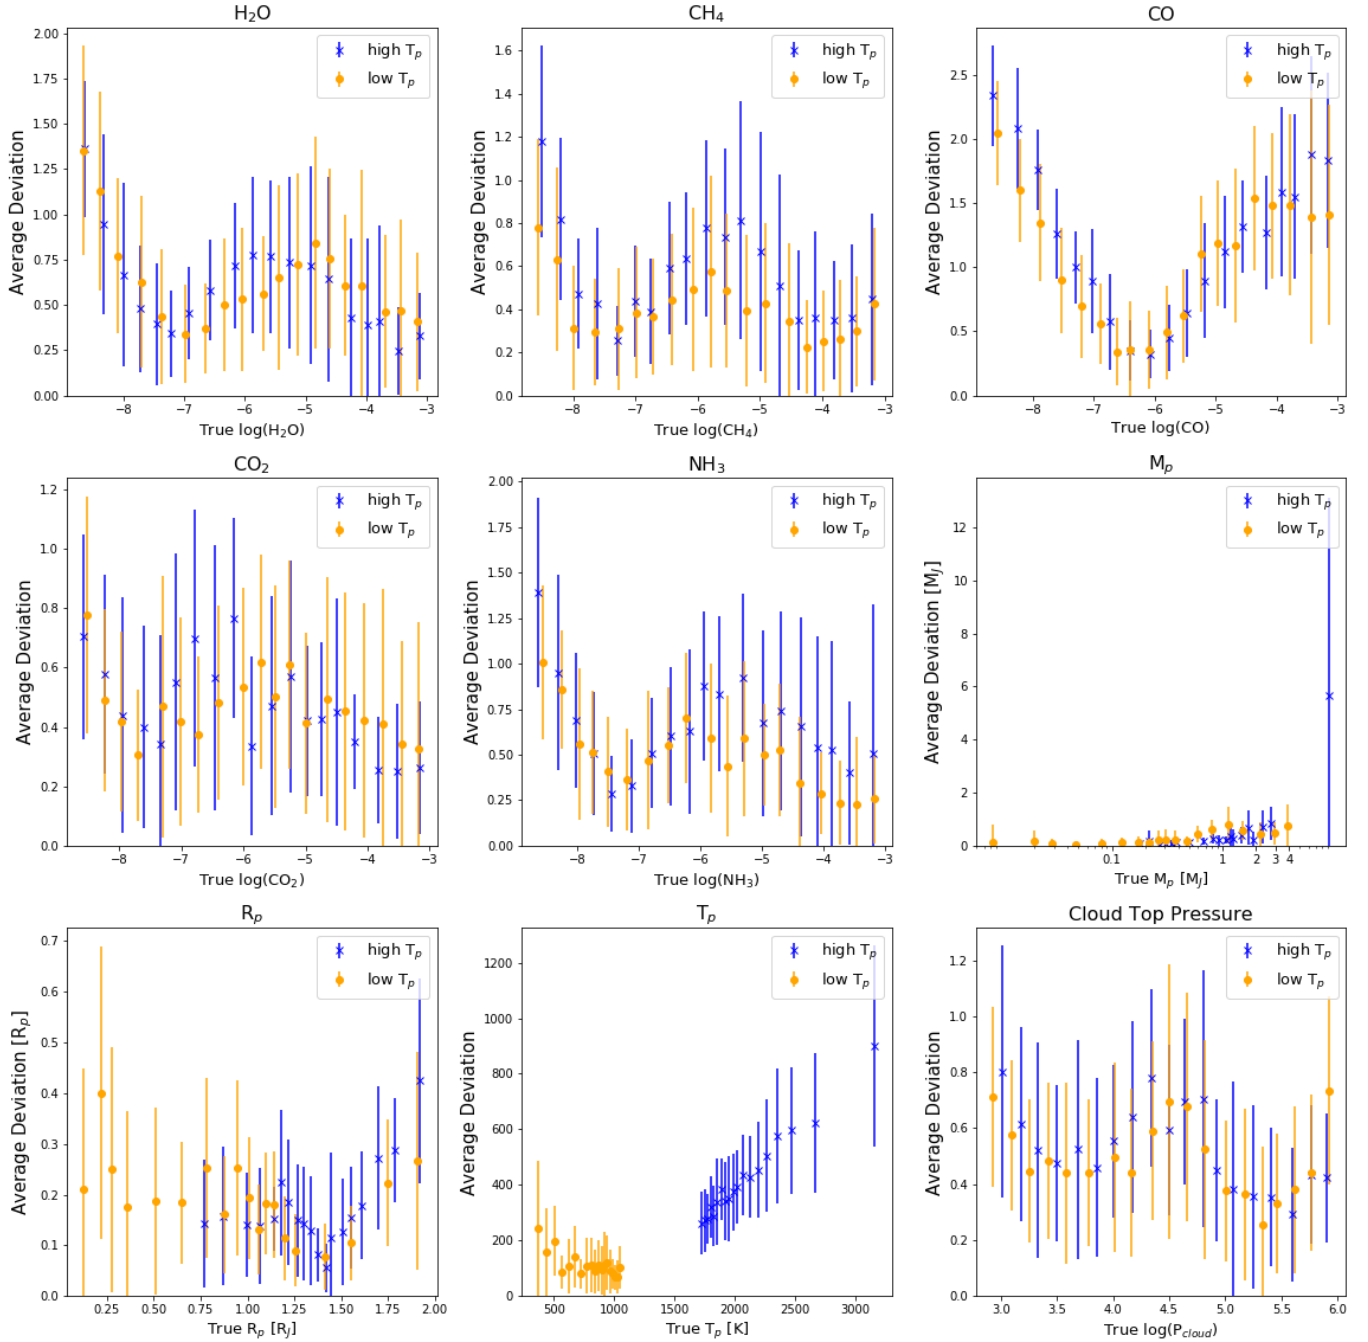 H₂O
CH₄
CO
high Tₚ
low Tₚ
high Tₚ
low Tₚ
high Tₚ
low Tₚ
Average Deviation
2.00
1.75
1.50
1.25
1.00
0.75
0.50
0.25
0.00
−8 −7 −6 −5 −4 −3
True log(H₂O)
Average Deviation
1.6
1.4
1.2
1.0
0.8
0.6
0.4
0.2
0.0
−8 −7 −6 −5 −4 −3
True log(CH₄)
Average Deviation
2.5
2.0
1.5
1.0
0.5
0.0
−8 −7 −6 −5 −4 −3
True log(CO)
CO₂
NH₃
Mₚ
high Tₚ
low Tₚ
high Tₚ
low Tₚ
high Tₚ
low Tₚ
Average Deviation
1.2
1.0
0.8
0.6
0.4
0.2
0.0
−8 −7 −6 −5 −4 −3
True log(CO₂)
Average Deviation
2.00
1.75
1.50
1.25
1.00
0.75
0.50
0.25
0.00
−8 −7 −6 −5 −4 −3
True log(NH₃)
Average Deviation [M_J]
12
10
8
6
4
2
0
0.1 1 2 3 4
True Mₚ [M_J]
Rₚ
Tₚ
Cloud Top Pressure
high Tₚ
low Tₚ
high Tₚ
low Tₚ
high Tₚ
low Tₚ
Average Deviation [Rₚ]
0.7
0.6
0.5
0.4
0.3
0.2
0.1
0.0
0.25 0.50 0.75 1.00 1.25 1.50 1.75 2.00
True Rₚ [R_J]
Average Deviation
1200
1000
800
600
400
200
0
500 1000 1500 2000 2500 3000
True Tₚ [K]
Average Deviation
1.2
1.0
0.8
0.6
0.4
0.2
0.0
3.0 3.5 4.0 4.5 5.0 5.5 6.0
True log(P_cloud)